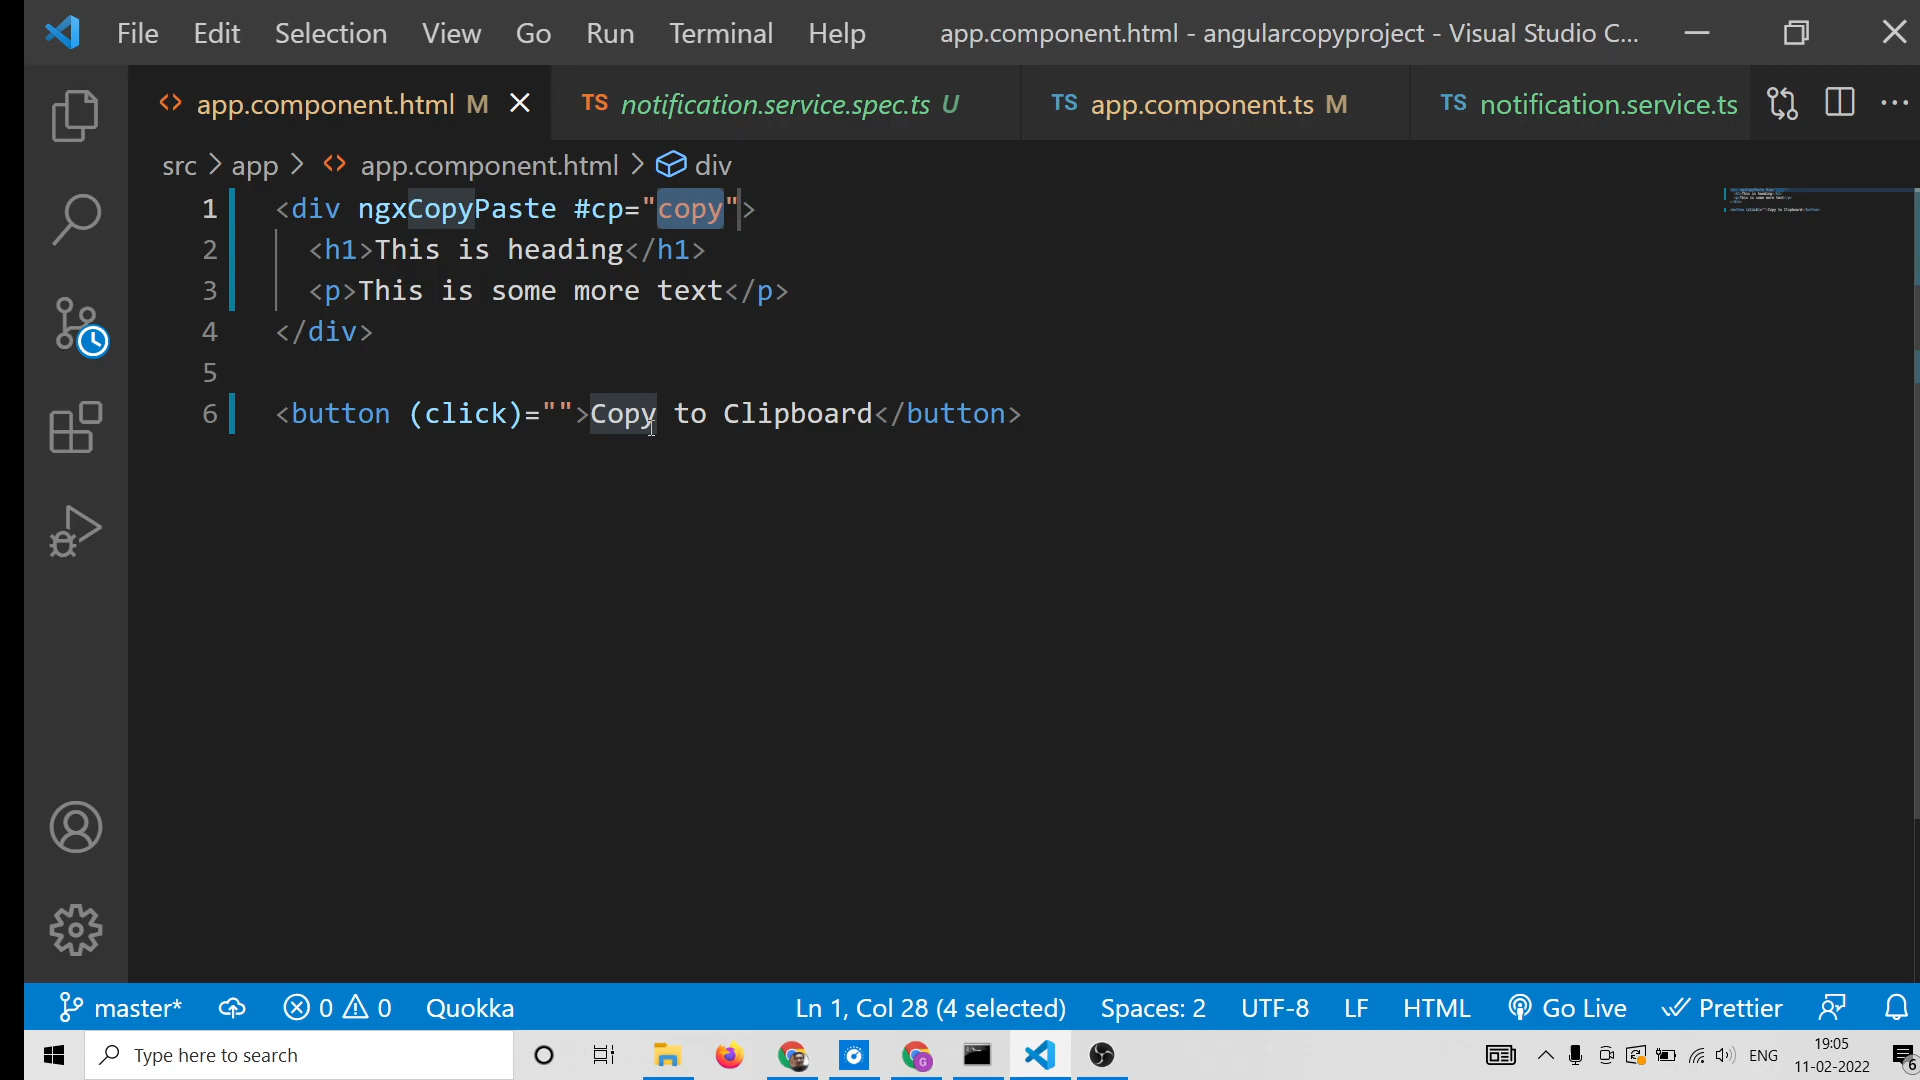 File Edit Selection View Go Run Terminal Help app.component.html - angularcopyproject - Visual Studio C...
app.component.html M notification.service.spec.ts U app.component.ts M notification.service.ts
TS TS TS
src > app > app.component.html > div
1 <div ngxCopyPaste #cp="copy">
2 <h1>This is heading</h1>
3 <p>This is some more text</p>
4 </div>
5
6 <button (click)="">Copy to Clipboard</button>
master* 0 0 Quokka Ln 1, Col 28 (4 selected) Spaces: 2 UTF-8 LF HTML Go Live Prettier
Type here to search ENG 19:05
11-02-2022 6